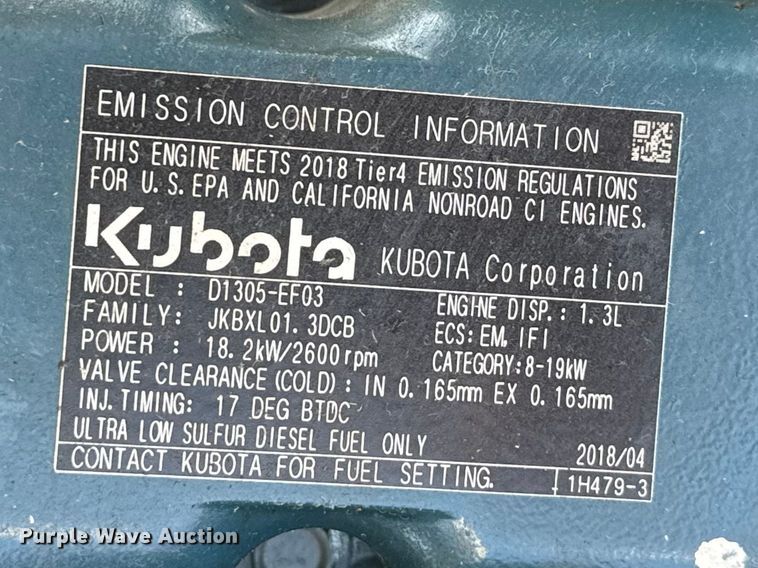 EMISSION CONTROL INFORMATION
THIS ENGINE MEETS 2018 Tier4 EMISSION REGULATIONS
FOR U.S.EPA AND CALIFORNIA NONROAD CI ENGINES.
Kubota KUBOTA Corporation
MODEL : D1305-EF03 ENGINE DISP.: 1.3L
FAMILY: JKBXL01.3DCB ECS:EM,IFI
POWER : 18.2kW/2600rpm CATEGORY:8-19kW
VALVE CLEARANCE(COLD): IN 0.165mm EX 0.165mm
INJ.TIMING: 17 DEG BTDC
ULTRA LOW SULFUR DIESEL FUEL ONLY 2018/04
CONTACT KUBOTA FOR FUEL SETTING. 1H479-3
Purple Wave Auction